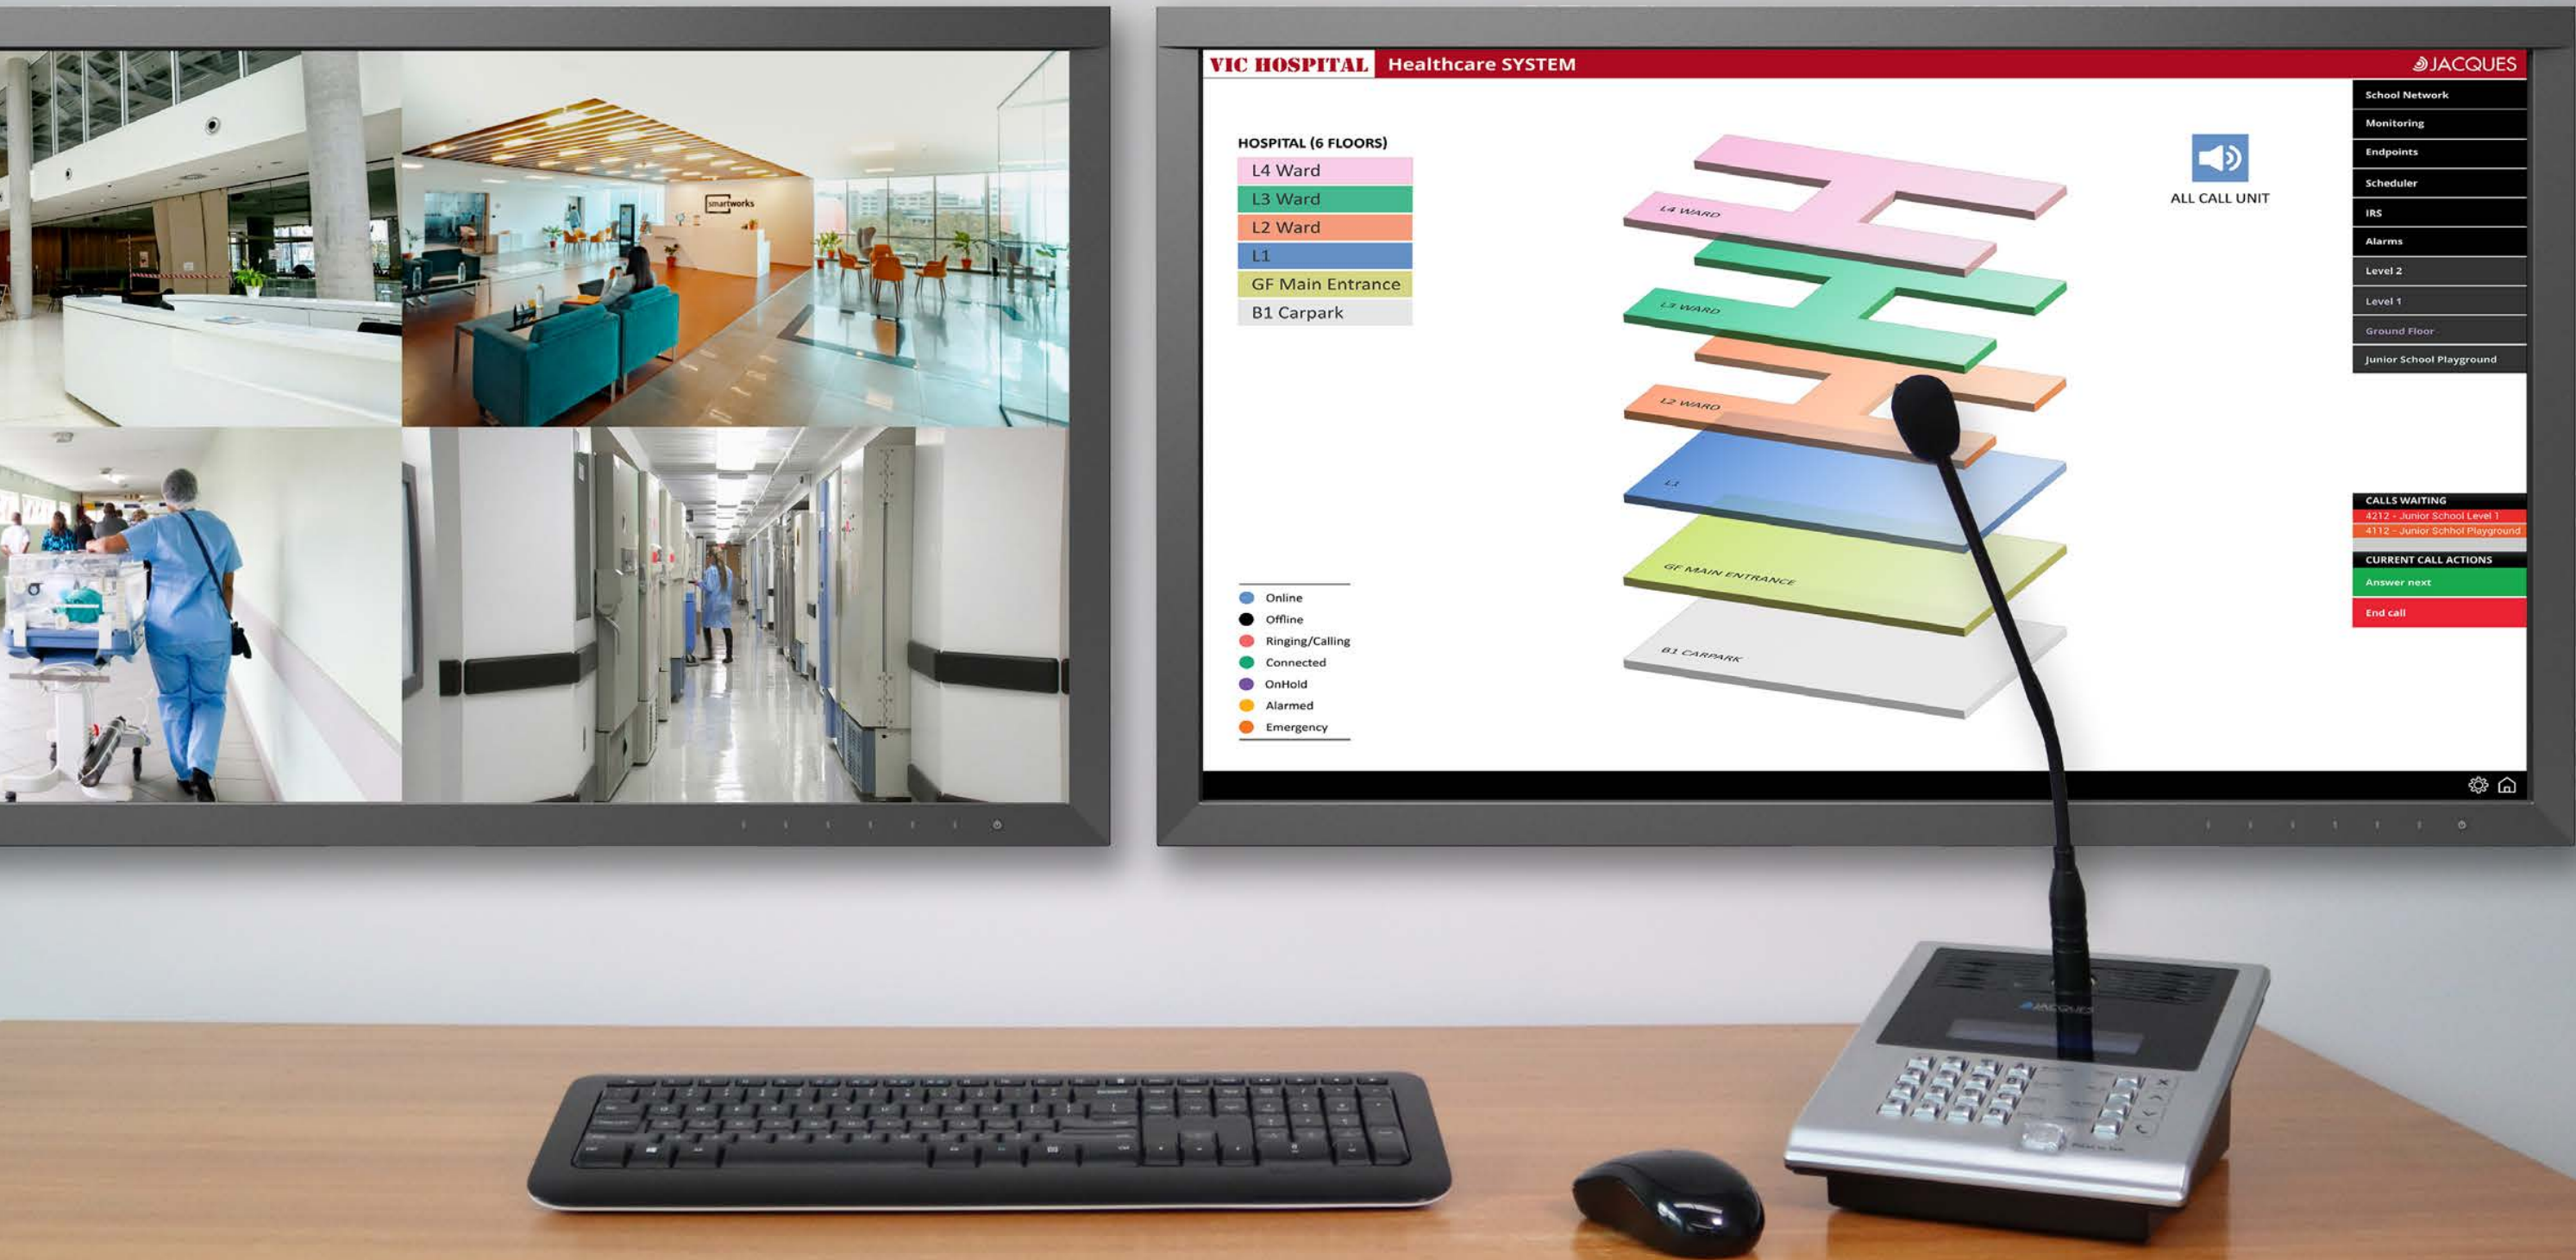 smartworks
VIC HOSPITAL Healthcare SYSTEM
JACQUES
HOSPITAL (6 FLOORS)
L4 Ward
L3 Ward
L2 Ward
L1
GF Main Entrance
B1 Carpark
L4 WARD
L3 WARD
L2 WARD
L1
GF MAIN ENTRANCE
B1 CARPARK
ALL CALL UNIT
School Network
Monitoring
Endpoints
Scheduler
IRS
Alarms
Level 2
Level 1
Ground Floor
Junior School Playground
CALLS WAITING
4212 - Junior School Level 1
4112 - Junior Schhol Playground
CURRENT CALL ACTIONS
Answer next
End call
Online
Offline
Ringing/Calling
Connected
OnHold
Alarmed
Emergency
JACQUES